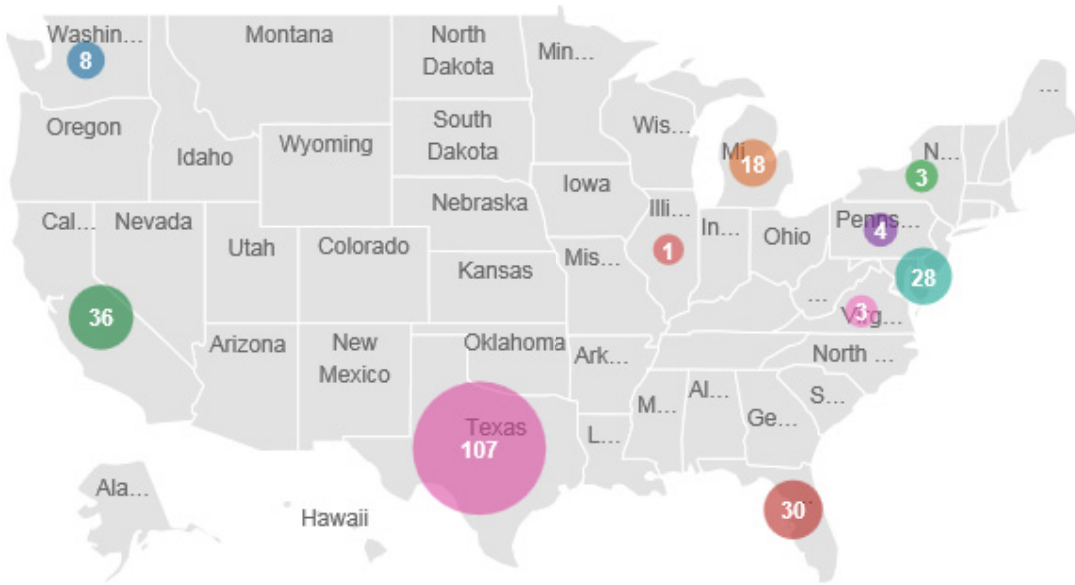 Washin ...
8
Montana
North
Dakota
Min...
...
Oregon
Idaho
Wyoming
South
Dakota
Wis...
Mi...
18
N...
3
Iowa
Nebraska
Cal ...
Nevada
Utah
Colorado
Kansas
Mis...
Illi...
1
In...
Ohio
Penns...
4
28
...
36
Arizona
New
Mexico
Oklahoma
Ark...
3
Virg...
North ...
S...
M...
Al...
Ge...
L...
Texas
107
...
30
Ala...
Hawaii